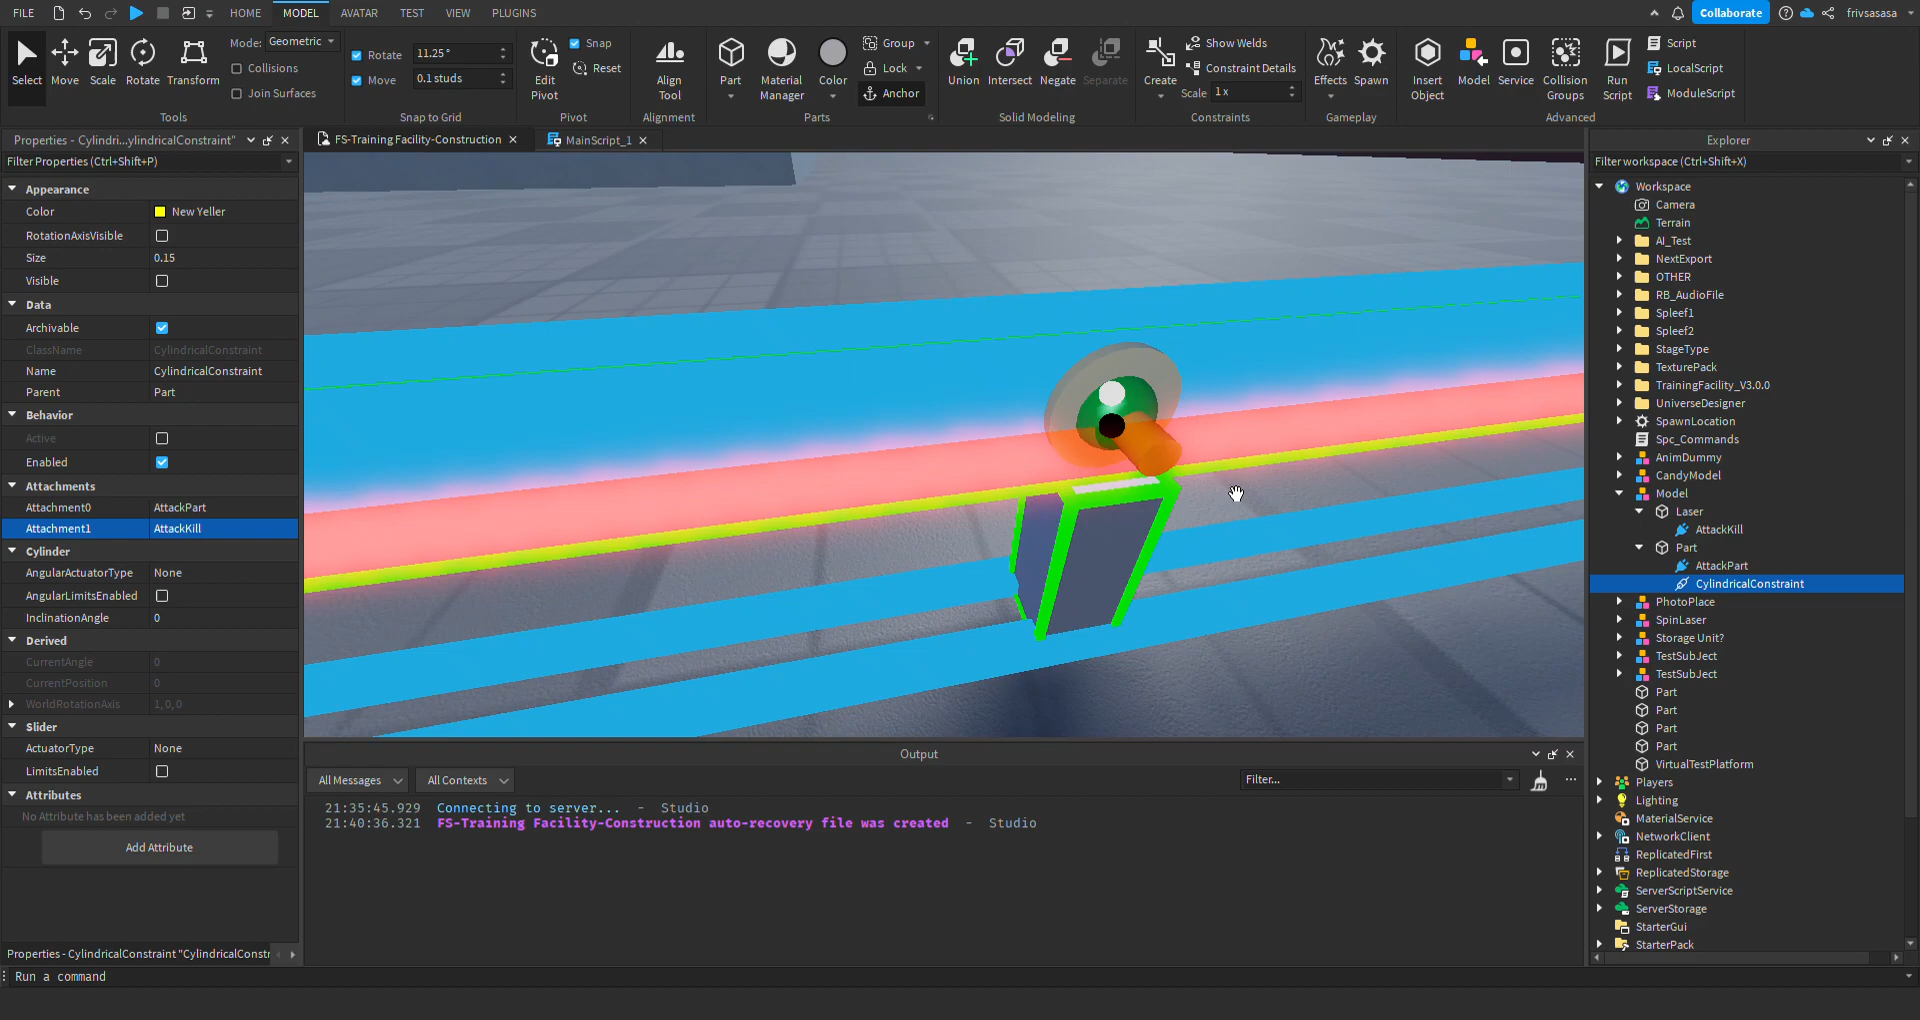 FILE HOME MODEL AVATAR TEST VIEW PLUGINS Collaborate frivsasasa
Select Move Scale Rotate Transform
Mode: Geometric
Collisions
Join Surfaces
Tools
Rotate 11.25 °
Move 0.1 studs
Snap to Grid
Edit Pivot
Snap
Reset
Pivot
Align Tool
Alignment
Part
Material Manager
Color
Group
Lock
Anchor
Parts
Union Intersect Negate Separate
Solid Modeling
Create
Show Welds
Constraint Details
Scale 1 x
Constraints
Effects Spawn
Gameplay
Insert Object
Model
Service
Collision Groups
Run Script
Script
LocalScript
ModuleScript
Advanced
Properties - Cylindri...ylindricalConstraint"
Filter Properties (Ctrl+Shift+P)
Appearance
Color New Yeller
RotationAxisVisible
Size 0.15
Visible
Data
Archivable
ClassName CylindricalConstraint
Name CylindricalConstraint
Parent Part
Behavior
Active
Enabled
Attachments
Attachment0 AttackPart
Attachment1 AttackKill
Cylinder
AngularActuatorType None
AngularLimitsEnabled
InclinationAngle 0
Derived
CurrentAngle 0
CurrentPosition 0
WorldRotationAxis 1, 0, 0
Slider
ActuatorType None
LimitsEnabled
Attributes
No Attribute has been added yet
Add Attribute
Properties - CylindricalConstraint "CylindricalConstr
Run a command
FS-Training Facility-Construction
MainScript_1
Output
All Messages All Contexts Filter...
21:35:45.929 Connecting to server... - Studio
21:40:36.321 FS-Training Facility-Construction auto-recovery file was created - Studio
Explorer
Filter workspace (Ctrl+Shift+X)
Workspace
Camera
Terrain
AI_Test
NextExport
OTHER
RB_AudioFile
Spleef1
Spleef2
StageType
TexturePack
TrainingFacility_V3.0.0
UniverseDesigner
SpawnLocation
Spc_Commands
AnimDummy
CandyModel
Model
Laser
AttackKill
Part
AttackPart
CylindricalConstraint
PhotoPlace
SpinLaser
Storage Unit?
TestSubJect
TestSubJect
Part
Part
Part
Part
VirtualTestPlatform
Players
Lighting
MaterialService
NetworkClient
ReplicatedFirst
ReplicatedStorage
ServerScriptService
ServerStorage
StarterGui
StarterPack